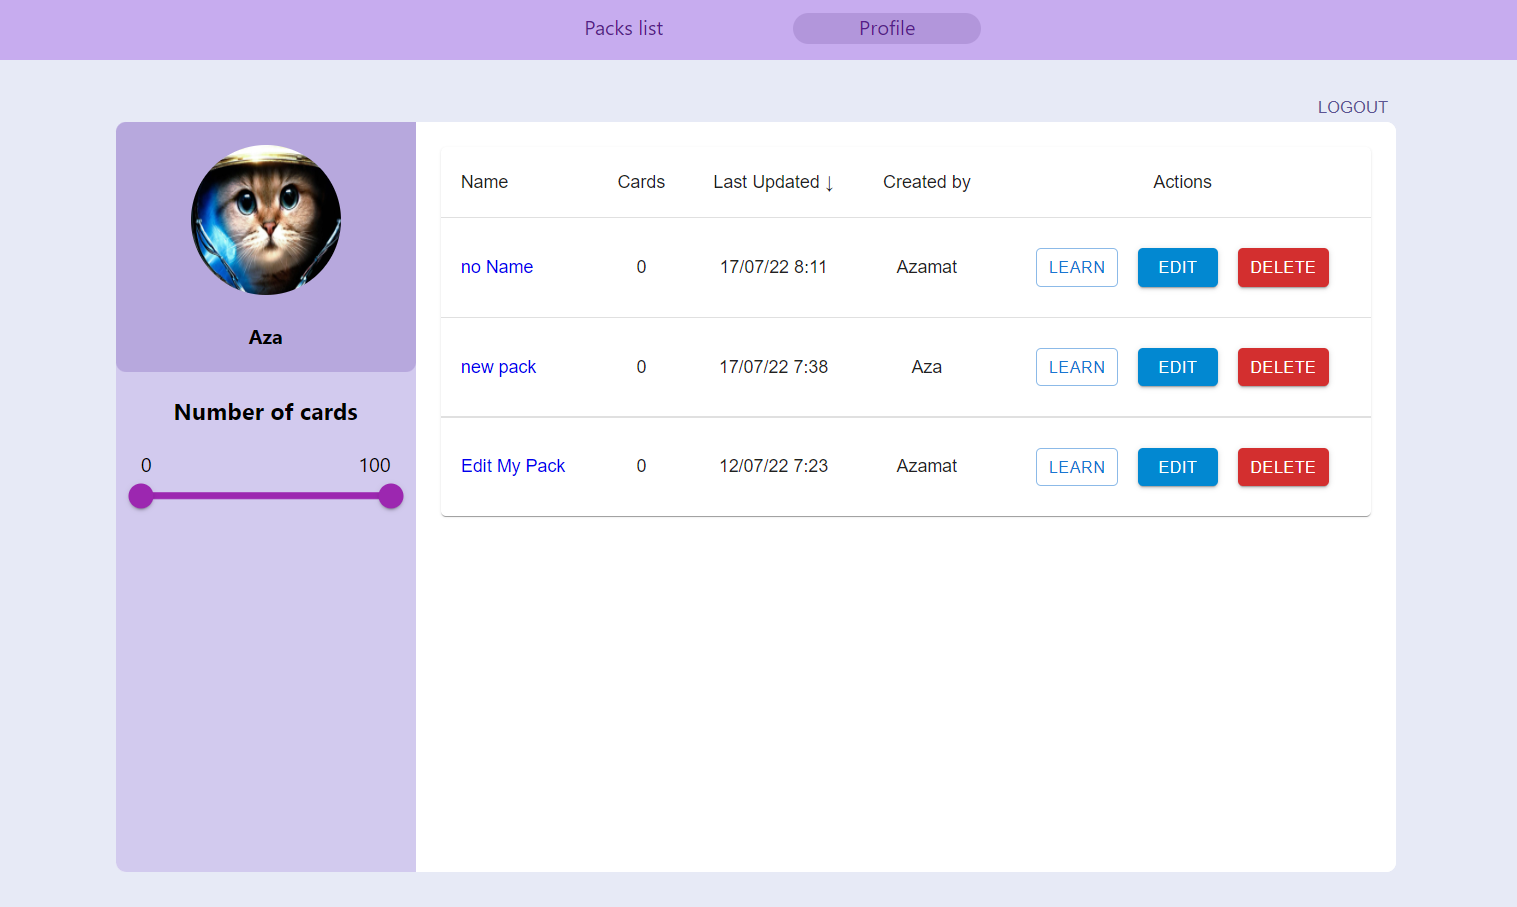 Packs list Profile
LOGOUT
Aza
Number of cards
0 100
Name Cards Last Updated ↓ Created by Actions
no Name 0 17/07/22 8:11 Azamat LEARN EDIT DELETE
new pack 0 17/07/22 7:38 Aza LEARN EDIT DELETE
Edit My Pack 0 12/07/22 7:23 Azamat LEARN EDIT DELETE